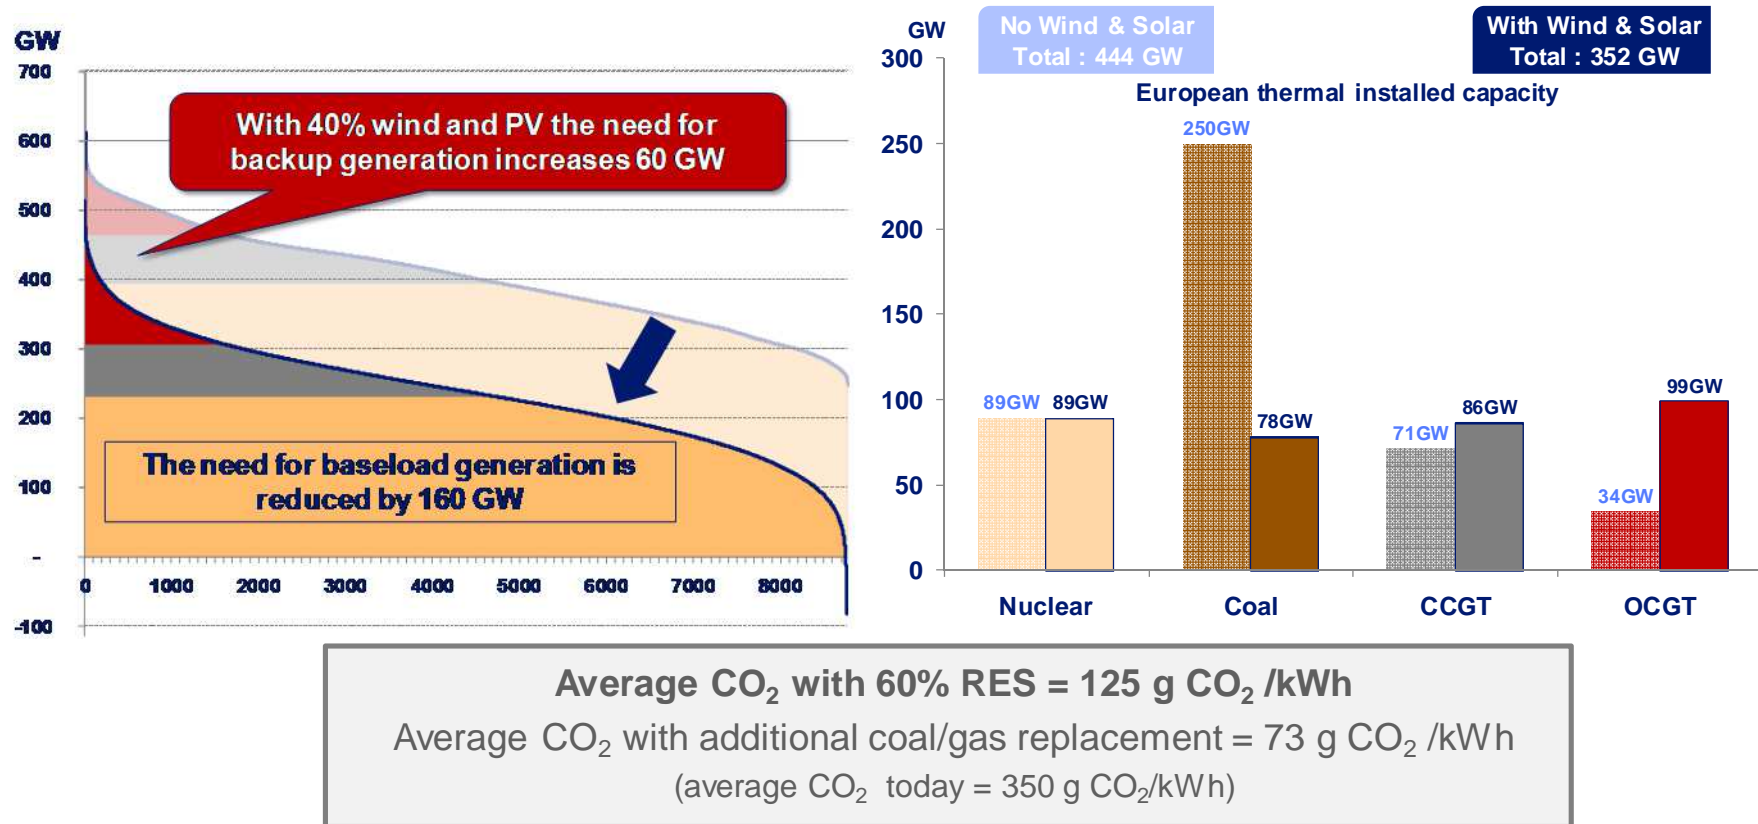 GW
700
600
500
400
300
200
100
-
-100
0 1000 2000 3000 4000 5000 6000 7000 8000
With 40% wind and PV the need for
backup generation increases 60 GW
The need for baseload generation is
reduced by 160 GW
GW
300
250
200
150
100
50
0
No Wind & Solar
Total : 444 GW
With Wind & Solar
Total : 352 GW
European thermal installed capacity
89GW 89GW
250GW
78GW
71GW
86GW
34GW
99GW
Nuclear Coal CCGT OCGT
Average CO₂ with 60% RES = 125 g CO₂ /kWh
Average CO₂ with additional coal/gas replacement = 73 g CO₂ /kWh
(average CO₂ today = 350 g CO₂/kWh)